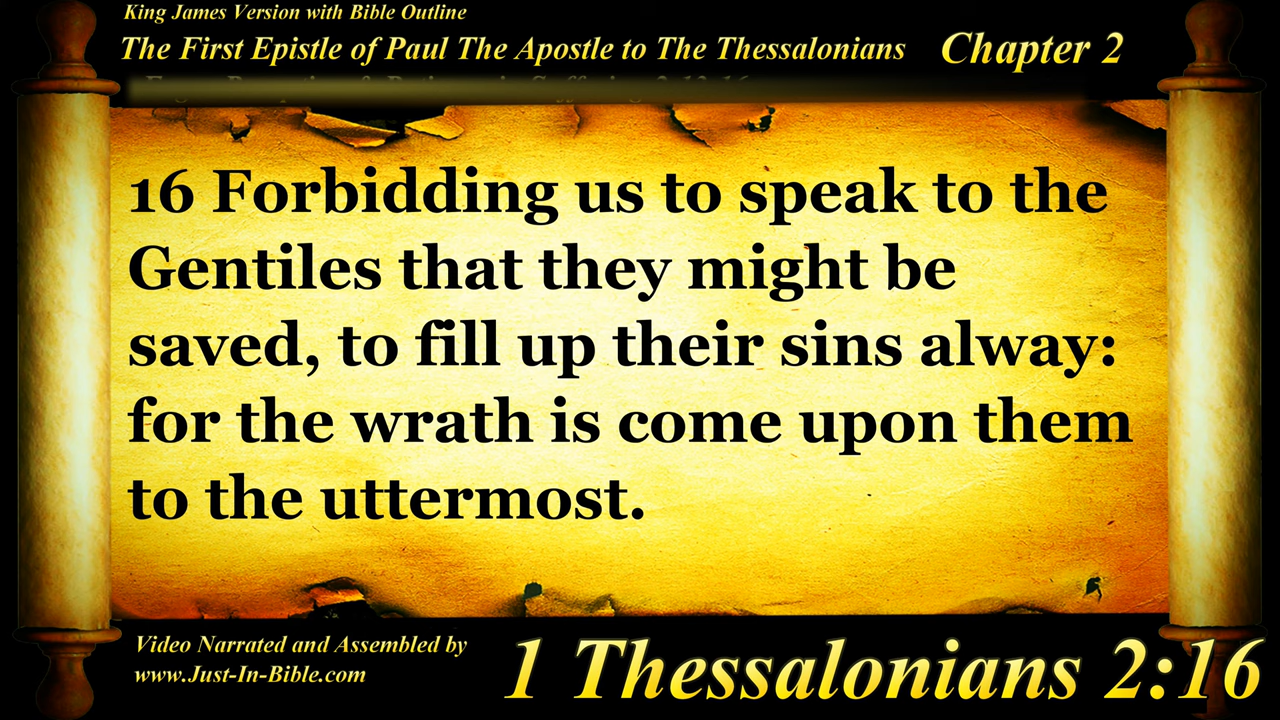 King James Version with Bible Outline
The First Epistle of Paul The Apostle to The Thessalonians Chapter 2
16 Forbidding us to speak to the
Gentiles that they might be
saved, to fill up their sins alway:
for the wrath is come upon them
to the uttermost.
Video Narrated and Assembled by
www.Just-In-Bible.com
1 Thessalonians 2:16